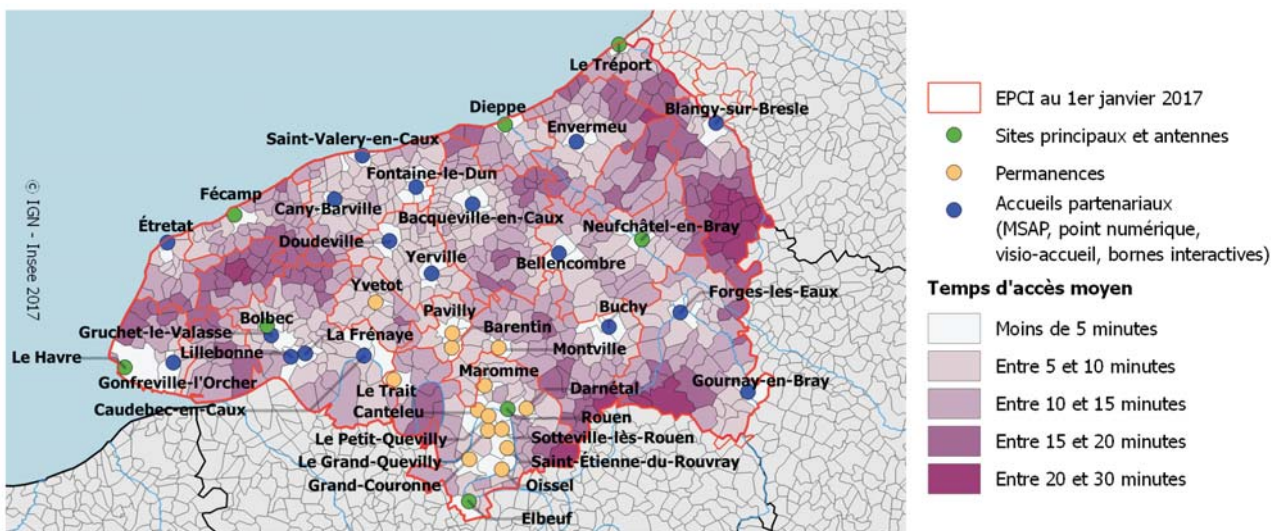 Le Tréport
Dieppe
Blangy-sur-Bresle
Envermeu
Saint-Valery-en-Caux
Fontaine-le-Dun
Fécamp
Cany-Barville
Bacqueville-en-Caux
Étretat
Neufchâtel-en-Bray
Doudeville
Yerville
Bellencombre
Yvetot
Forges-les-Eaux
Pavilly
Buchy
Bolbec
Barentin
Gruchet-le-Valasse
La Frénaye
Lillebonne
Montville
Le Havre
Maromme
Gonfreville-l'Orcher
Gournay-en-Bray
Le Trait
Darnétal
Caudebec-en-Caux
Canteleu
Rouen
Le Petit-Quevilly
Sotteville-lès-Rouen
Le Grand-Quevilly
Saint-Étienne-du-Rouvray
Grand-Couronne
Oissel
Elbeuf
© IGN - Insee 2017
EPCI au 1er janvier 2017
Sites principaux et antennes
Permanences
Accueils partenariaux
(MSAP, point numérique,
visio-accueil, bornes interactives)
Temps d'accès moyen
Moins de 5 minutes
Entre 5 et 10 minutes
Entre 10 et 15 minutes
Entre 15 et 20 minutes
Entre 20 et 30 minutes